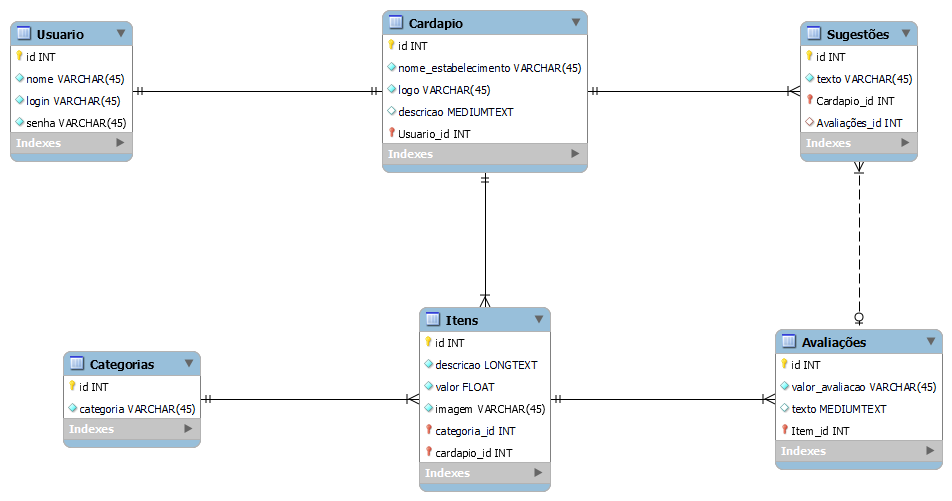 Usuario
id INT
nome VARCHAR(45)
login VARCHAR(45)
senha VARCHAR(45)
Indexes
Cardapio
id INT
nome_estabelecimento VARCHAR(45)
logo VARCHAR(45)
descricao MEDIUMTEXT
Usuario_id INT
Indexes
Sugestões
id INT
texto VARCHAR(45)
Cardapio_id INT
Avaliações_id INT
Indexes
Categorias
id INT
categoria VARCHAR(45)
Indexes
Itens
id INT
descricao LONGTEXT
valor FLOAT
imagem VARCHAR(45)
categoria_id INT
cardapio_id INT
Indexes
Avaliações
id INT
valor_avaliacao VARCHAR(45)
texto MEDIUMTEXT
Item_id INT
Indexes